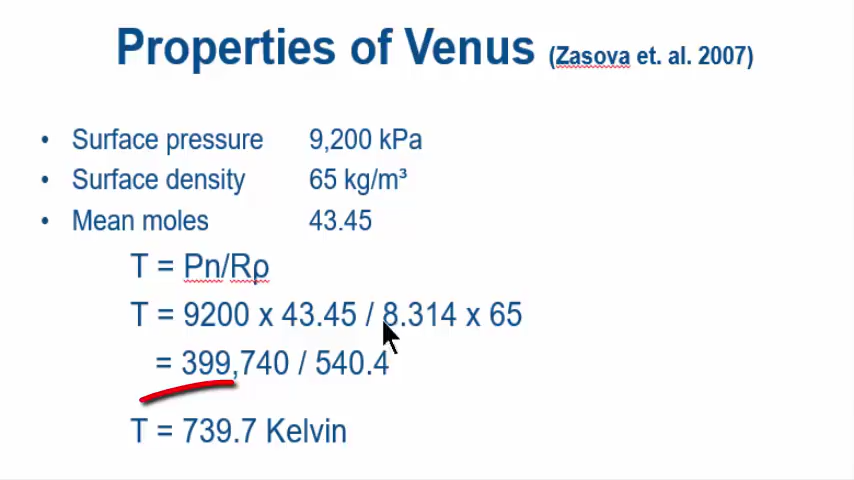 Properties of Venus (Zasova et. al. 2007)
• Surface pressure 9,200 kPa
• Surface density 65 kg/m³
• Mean moles 43.45
T = Pn/Rρ
T = 9200 x 43.45 / 8.314 x 65
= 399,740 / 540.4
T = 739.7 Kelvin